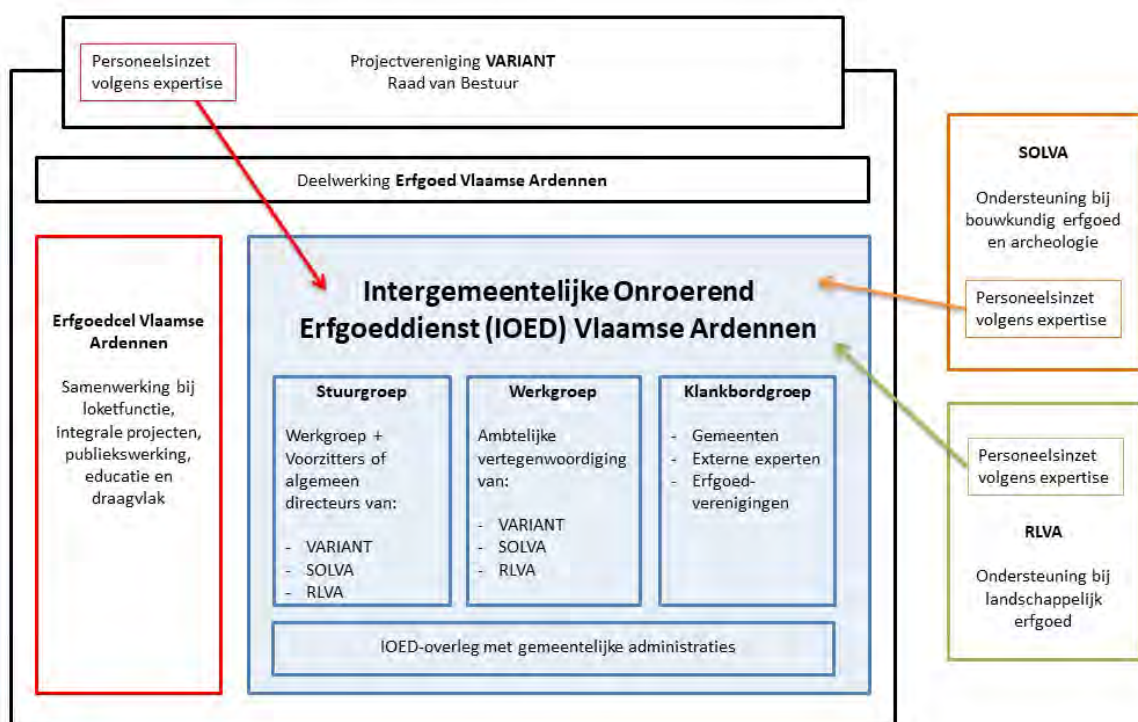 Personeelsinzet
volgens expertise
Projectvereniging VARIANT
Raad van Bestuur
Deelwerking Erfgoed Vlaamse Ardennen
Erfgoedcel Vlaamse
Ardennen
Samenwerking bij
loketfunctie,
integrale projecten,
publiekswerking,
educatie en
draagvlak
Intergemeentelijke Onroerend
Erfgoeddienst (IOED) Vlaamse Ardennen
Stuurgroep
Werkgroep +
Voorzitters of
algemeen
directeurs van:
- VARIANT
- SOLVA
- RLVA
Werkgroep
Ambtelijke
vertegenwoordiging
van:
- VARIANT
- SOLVA
- RLVA
Klankbordgroep
- Gemeenten
- Externe experten
- Erfgoed-
verenigingen
IOED-overleg met gemeentelijke administraties
SOLVA
Ondersteuning bij
bouwkundig erfgoed
en archeologie
Personeelsinzet
volgens expertise
Personeelsinzet
volgens expertise
RLVA
Ondersteuning bij
landschappelijk
erfgoed